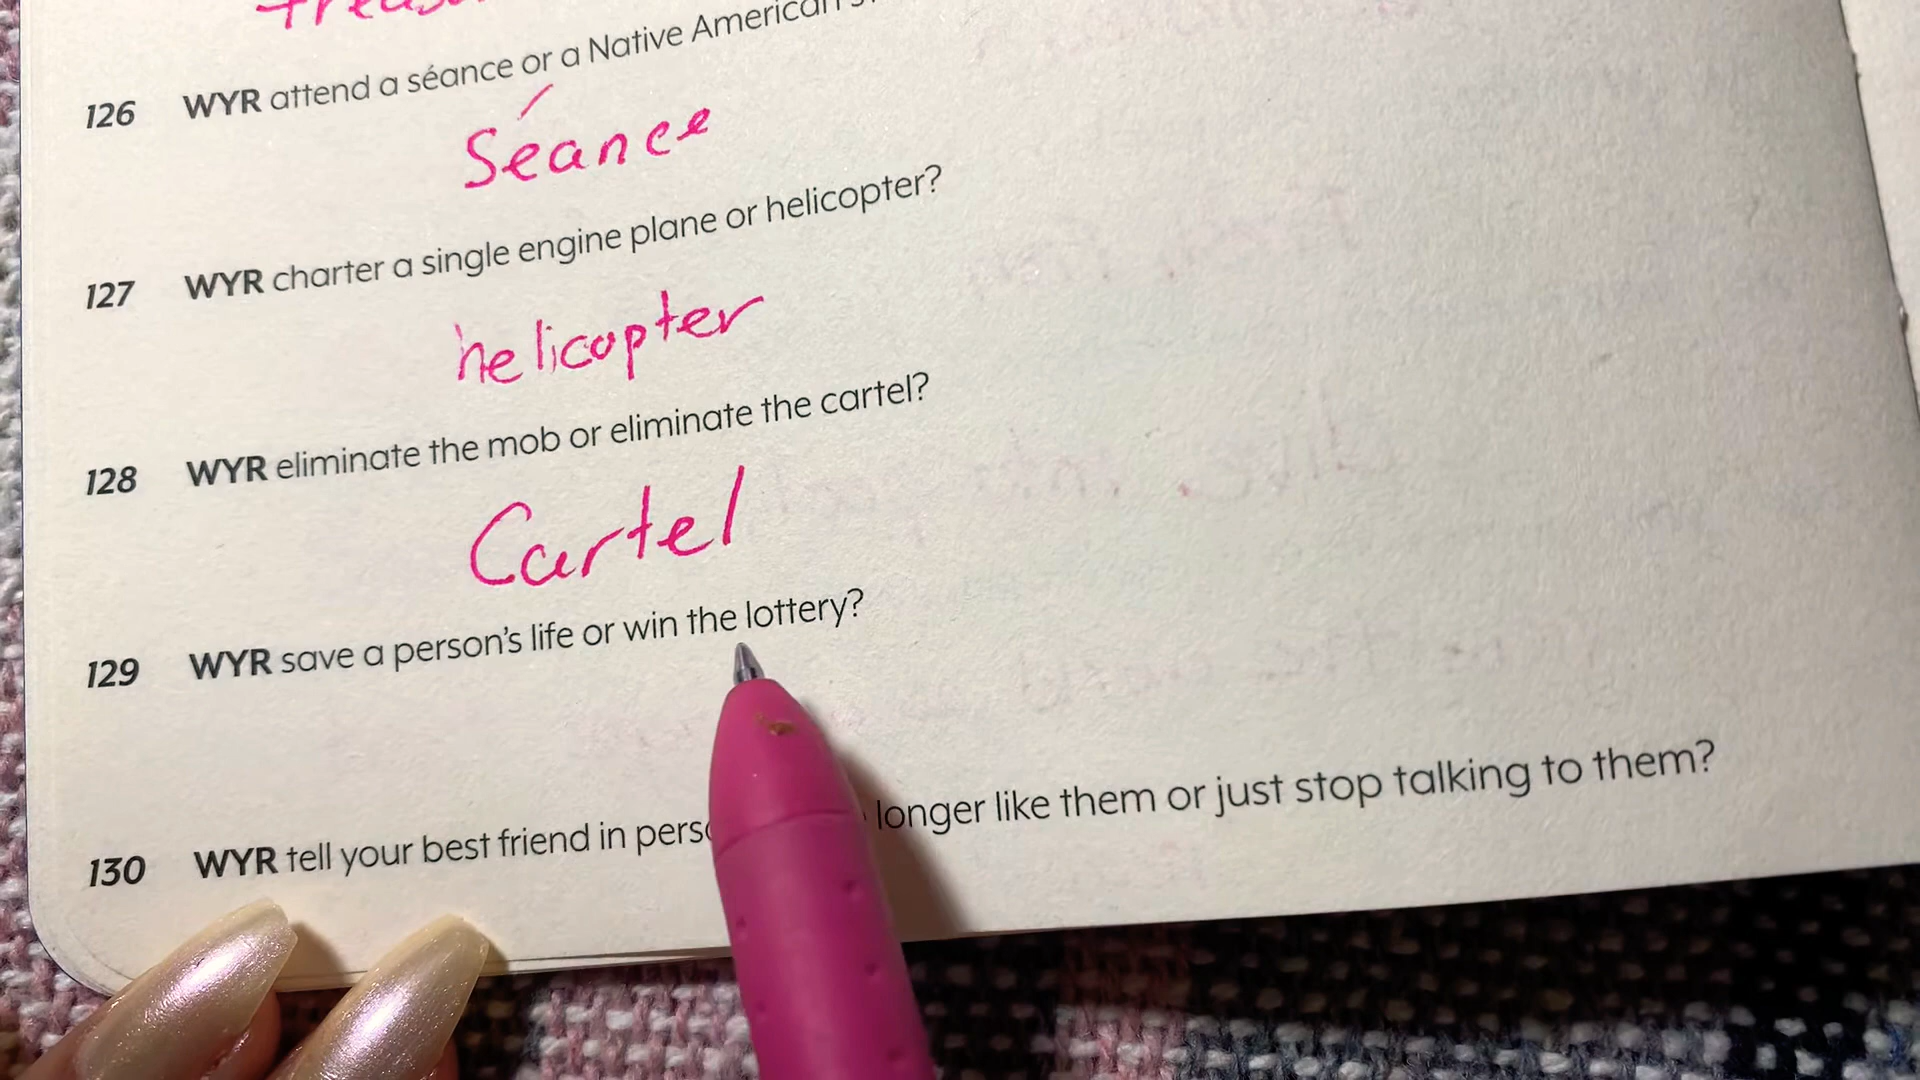 126 WYR attend a séance or a Native American
Séance
127 WYR charter a single engine plane or helicopter?
helicopter
128 WYR eliminate the mob or eliminate the cartel?
Cartel
129 WYR save a person's life or win the lottery?
130 WYR tell your best friend in longer like them or just stop talking to them?